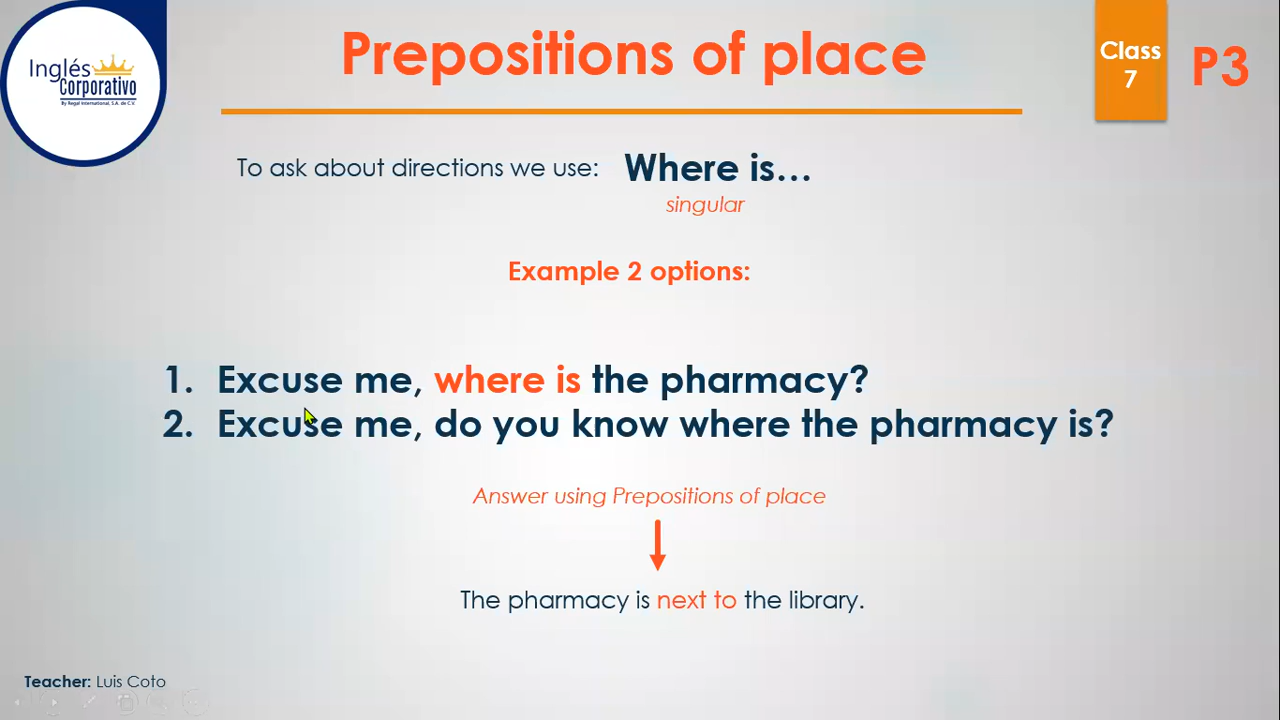 Inglés
Corporativo
By Regal International, S.A. de C.V.
Prepositions of place
Class
7
P3
To ask about directions we use: Where is...
singular
Example 2 options:
1. Excuse me, where is the pharmacy?
2. Excuse me, do you know where the pharmacy is?
Answer using Prepositions of place
The pharmacy is next to the library.
Teacher: Luis Coto